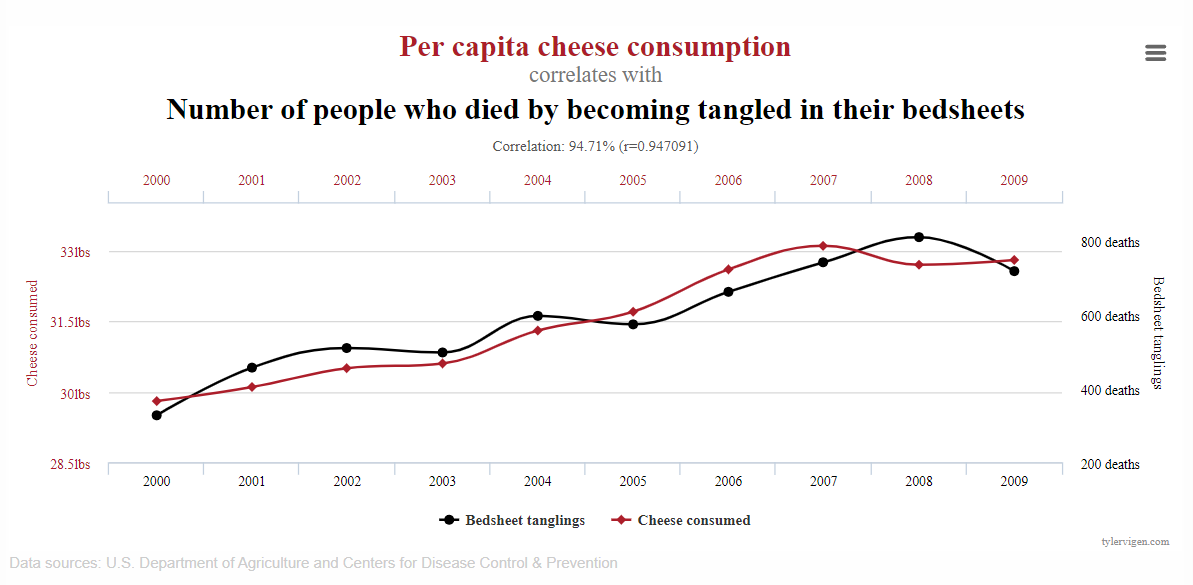 Per capita cheese consumption
correlates with
Number of people who died by becoming tangled in their bedsheets
Correlation: 94.71% (r=0.947091)
2000 2001 2002 2003 2004 2005 2006 2007 2008 2009
33lbs
31.5lbs
30lbs
28.5lbs
Cheese consumed
800 deaths
600 deaths
400 deaths
200 deaths
Bedsheet tanglings
2000 2001 2002 2003 2004 2005 2006 2007 2008 2009
Bedsheet tanglings Cheese consumed
tylervigen.com
Data sources: U.S. Department of Agriculture and Centers for Disease Control & Prevention